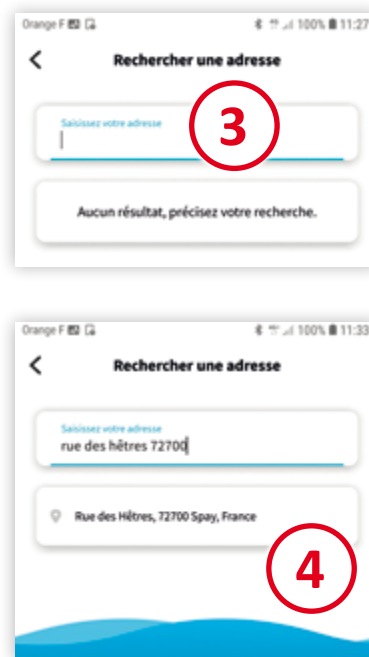 Orange F 100% 11:27
Rechercher une adresse
Saisissez votre adresse
3
Aucun résultat, précisez votre recherche.
Orange F 100% 11:33
Rechercher une adresse
Saisissez votre adresse
rue des hêtres 72700
Rue des Hêtres, 72700 Spay, France
4